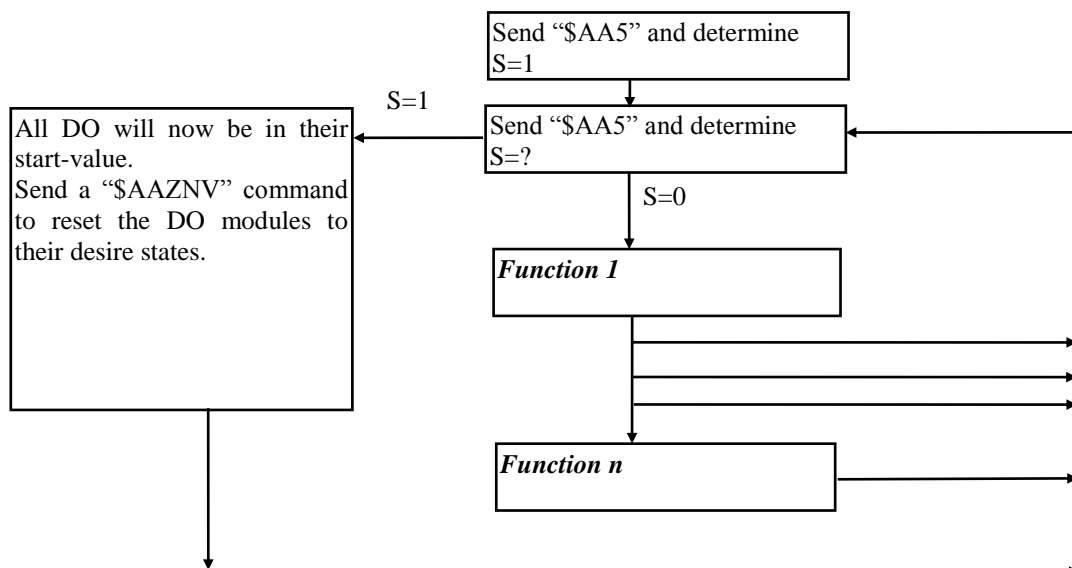 Send “$AA5” and determine
S=1
S=1
Send “$AA5” and determine
S=?
All DO will now be in their
start-value.
Send a “$AAZNV” command
to reset the DO modules to
their desire states.
S=0
Function 1
Function n